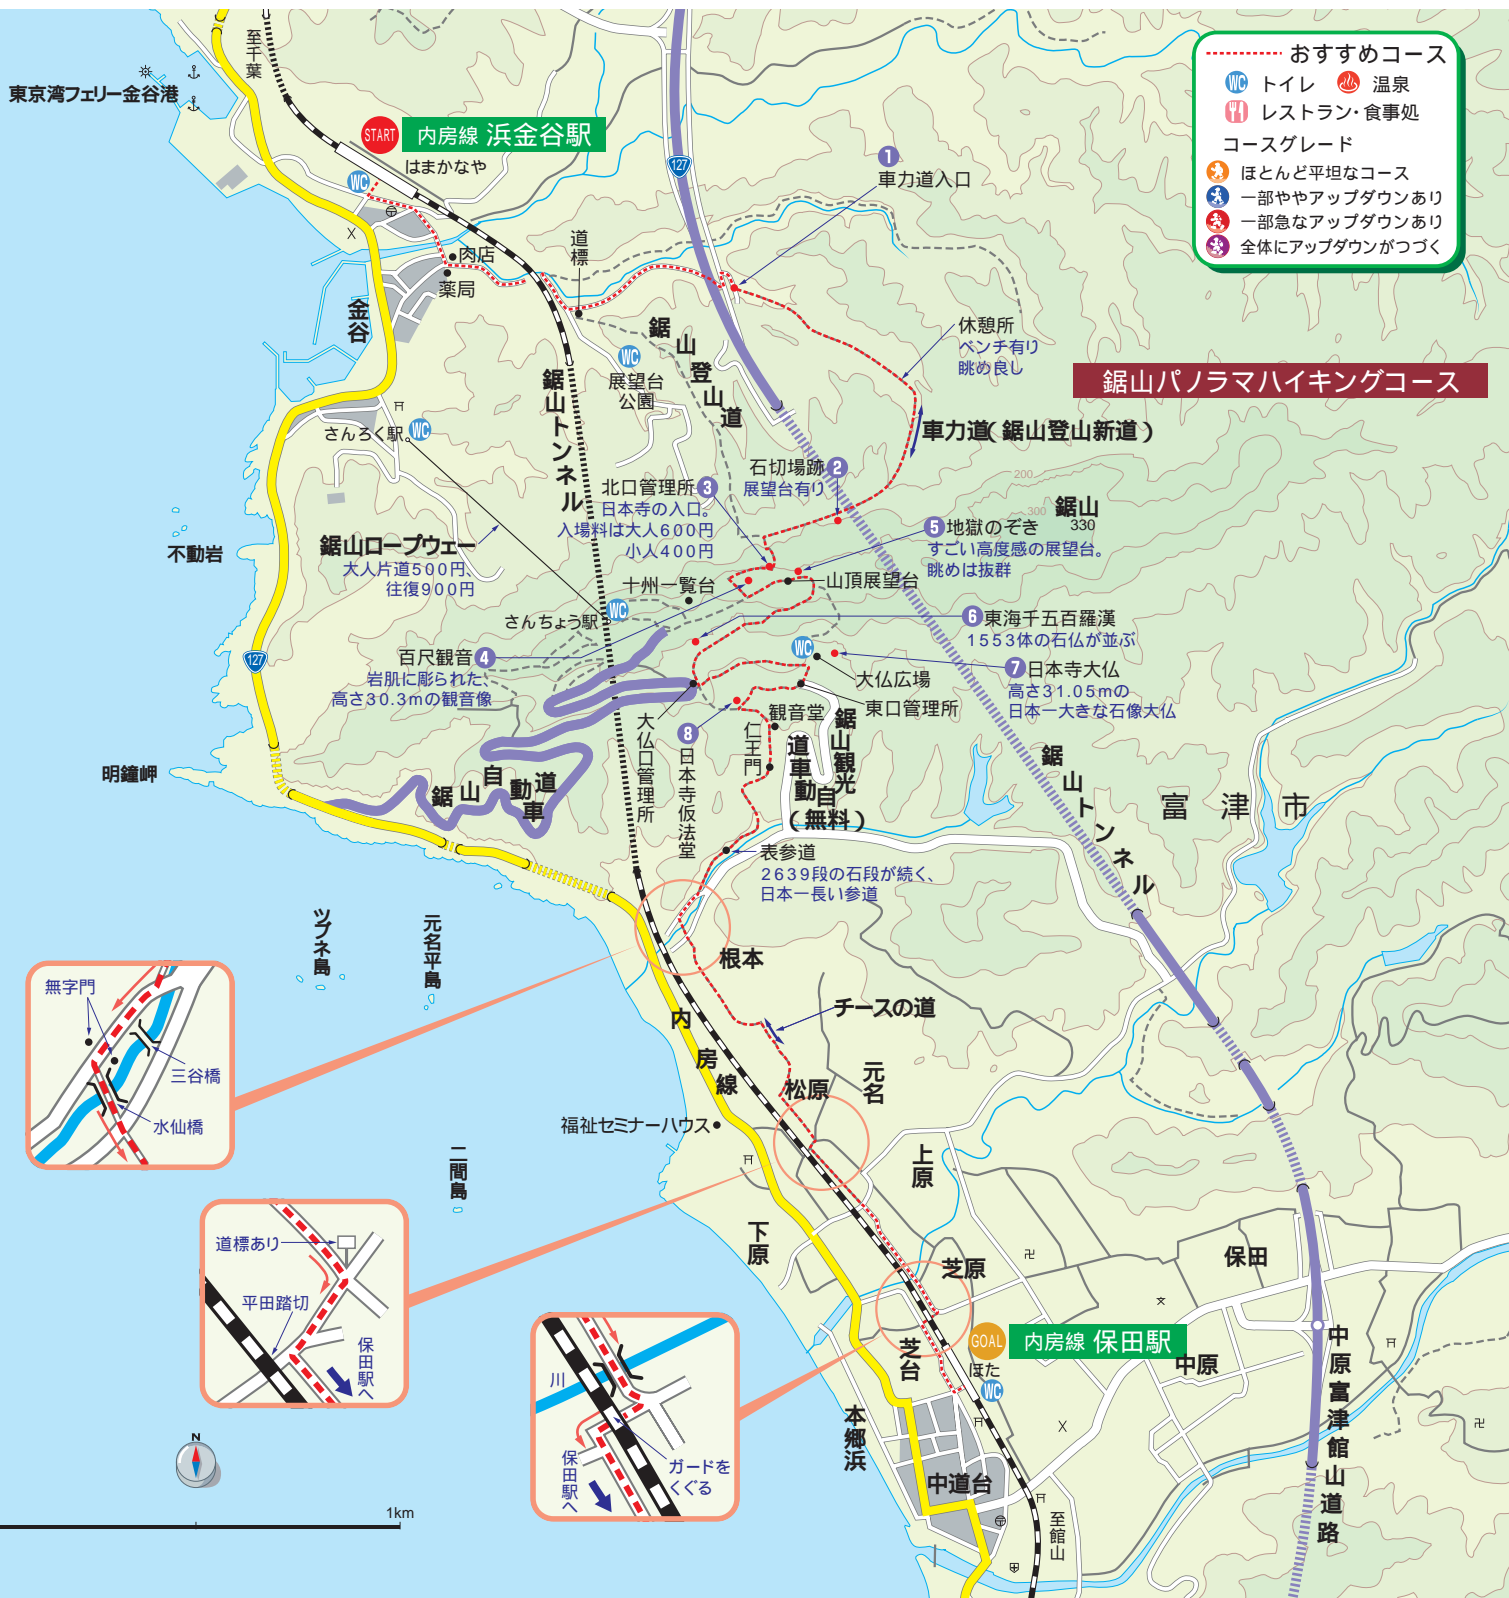 おすすめコース
WC トイレ 温泉
レストラン・食事処
コースグレード
ほとんど平坦なコース
一部ややアップダウンあり
一部急なアップダウンあり
全体にアップダウンがつづく
鋸山パノラマハイキングコース
至千葉
東京湾フェリー金谷港
START
内房線 浜金谷駅
はまかなや
WC
127
1
車力道入口
肉店
薬局
道標
金谷
鋸山登山道
WC
展望台
公園
休憩所
ベンチ有り
眺め良し
鋸山トンネル
さんろく駅
WC
車力道(鋸山登山新道)
石切場跡 2
展望台有り
北口管理所 3
日本寺の入口。
入場料は大人600円
小人400円
200
300
鋸山
330
5 地獄のぞき
すごい高度感の展望台。
眺めは抜群
不動岩
鋸山ロープウェー
大人片道500円、
往復900円
十州一覧台
山頂展望台
さんちょう駅
WC
6 東海千五百羅漢
1553体の石仏が並ぶ
127
百尺観音 4
岩肌に彫られた、
高さ30.3mの観音像
WC
7 日本寺大仏
高さ31.05mの
日本一大きな石像大仏
大仏広場
東口管理所
大仏口管理所
8
日本寺仮法堂
観音堂
仁王門
鋸山観光
自動車道
(無料)
鋸山自動車道
明鐘岬
鋸山トンネル
富津市
表参道
2639段の石段が続く、
日本一長い参道
ツブネ島
元名平島
根本
無字門
三谷橋
水仙橋
内房線
チースの道
松原
元名
福祉セミナーハウス
二間島
上原
下原
道標あり
平田踏切
保田駅へ
芝原
保田
芝台
GOAL
内房線 保田駅
ほた
WC
中原
中原富津館山道路
川
保田駅へ
ガードを
くぐる
本郷浜
中道台
至館山
N
1km